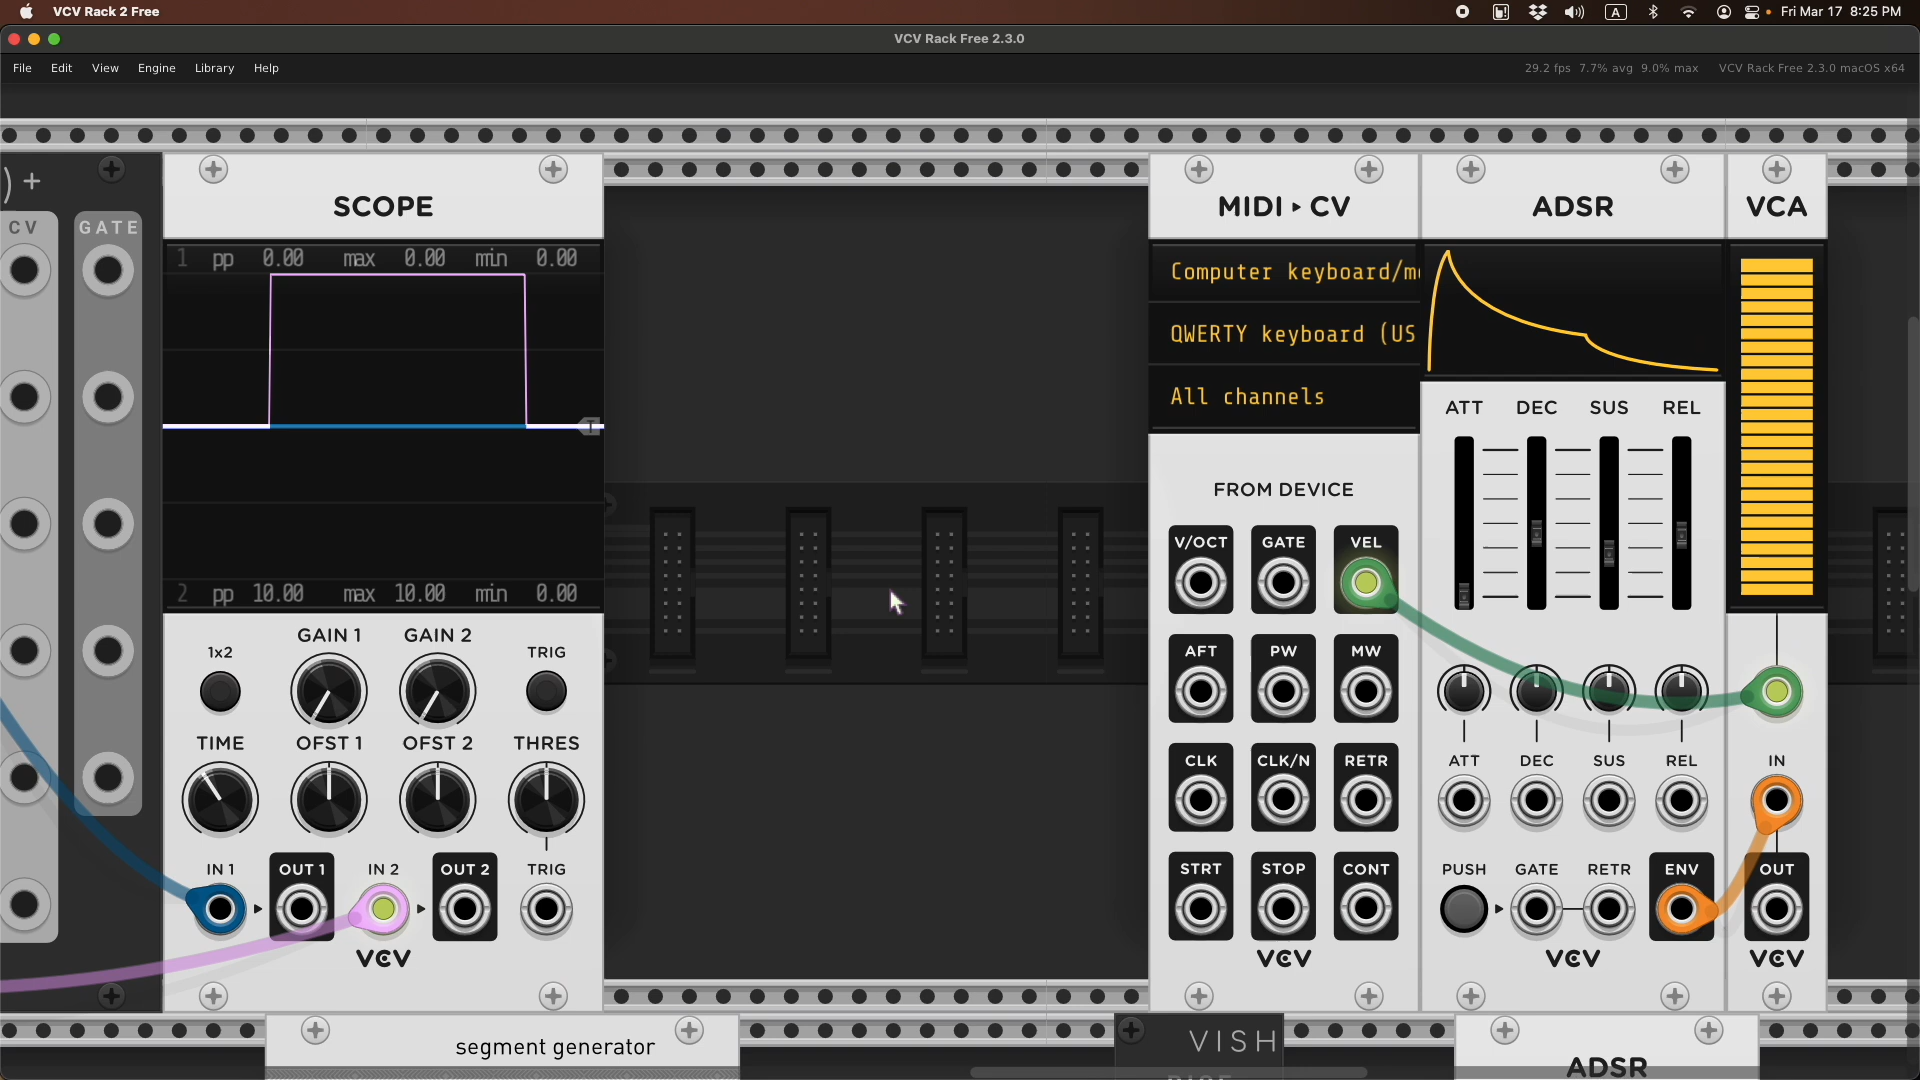 VCV Rack 2 Free
A
Fri Mar 17 8:25 PM
VCV Rack Free 2.3.0
File Edit View Engine Library Help
29.2 fps 7.7% avg 9.0% max VCV Rack Free 2.3.0 macOS x64
) +
CV GATE
SCOPE
1 pp 0.00 max 0.00 min 0.00
T
2 pp 10.00 max 10.00 min 0.00
1x2 GAIN 1 GAIN 2 TRIG
TIME OFST 1 OFST 2 THRES
IN 1 OUT 1 IN 2 OUT 2 TRIG
VCV
MIDI ▸ CV
Computer keyboard/m
QWERTY keyboard (US
All channels
FROM DEVICE
V/OCT GATE VEL
AFT PW MW
CLK CLK/N RETR
STRT STOP CONT
VCV
ADSR
ATT DEC SUS REL
ATT DEC SUS REL
PUSH GATE RETR ENV
VCV
VCA
IN
OUT
VCV
segment generator
VISH
ADSR